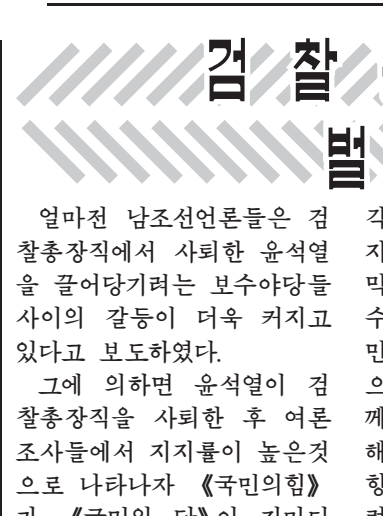 검 찰
벌
얼마전 남조선언론들은 검
찰총장직에서 사퇴한 윤석열
을 끌어당기려는 보수야당들
사이의 갈등이 더욱 커지고
있다고 보도하였다.
그에 의하면 윤석열이 검
찰총장직을 사퇴한 후 여론
조사들에서 지지률이 높은것
으로 나타나자 《국민의힘》
각
지
막
수
민
으
께
해
항